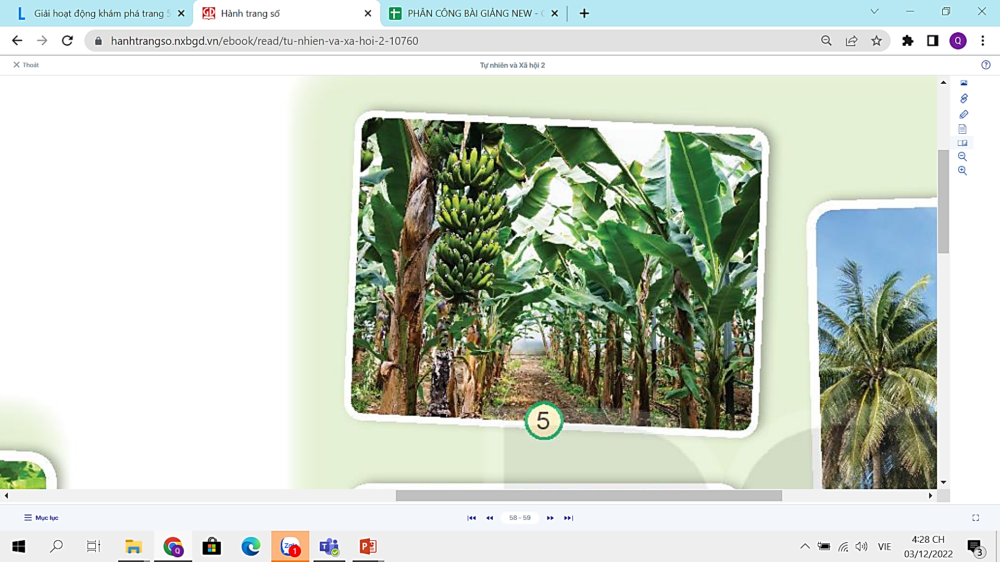 Giải hoạt động khám phá trang 5
Hành trang số
PHÂN CÔNG BÀI GIẢNG NEW -
hanhtrangso.nxbgd.vn/ebook/read/tu-nhien-va-xa-hoi-2-10760
Q
Thoát
Tự nhiên và Xã hội 2
5
Mục lục
58 - 59
Q
Zalo
1
VIE
4:28 CH
03/12/2022
3